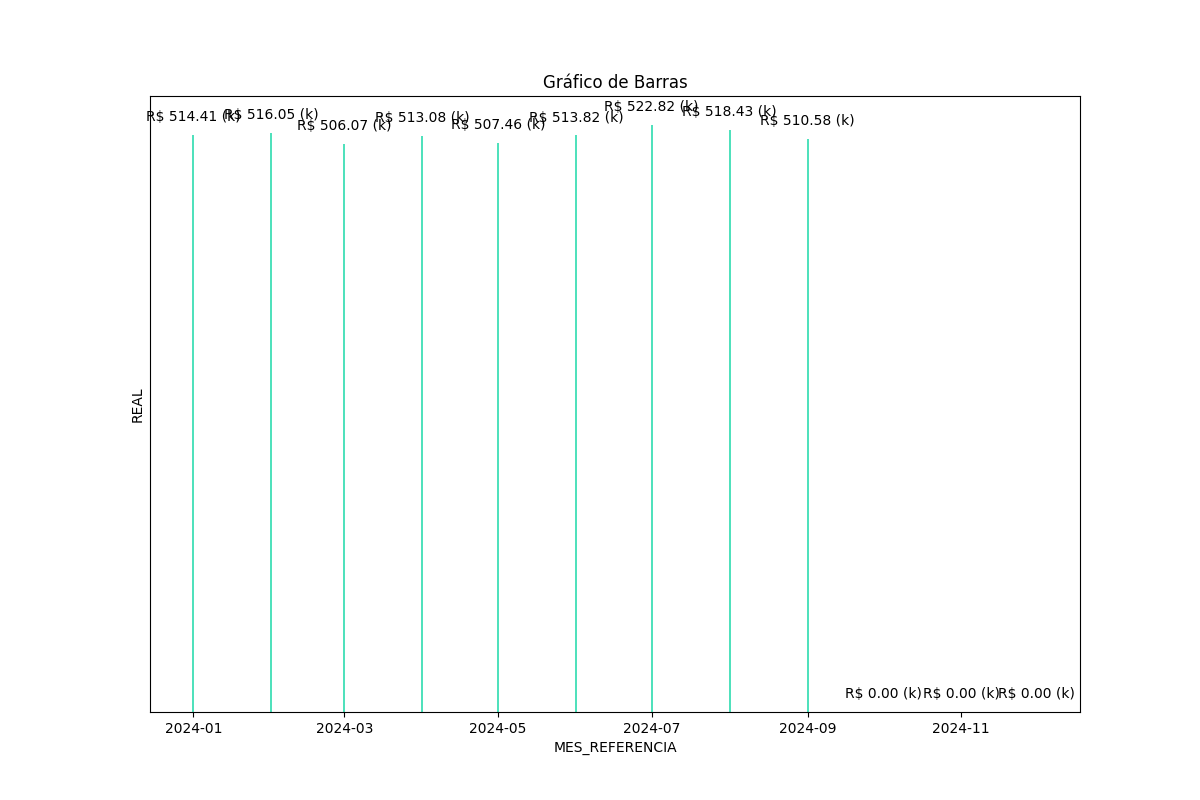 Gráfico de Barras
R$ 514.41 (k)
R$ 516.05 (k)
R$ 506.07 (k)
R$ 513.08 (k)
R$ 507.46 (k)
R$ 513.82 (k)
R$ 522.82 (k)
R$ 518.43 (k)
R$ 510.58 (k)
R$ 0.00 (k)
R$ 0.00 (k)
R$ 0.00 (k)
REAL
2024-01
2024-03
2024-05
2024-07
2024-09
2024-11
MES_REFERENCIA